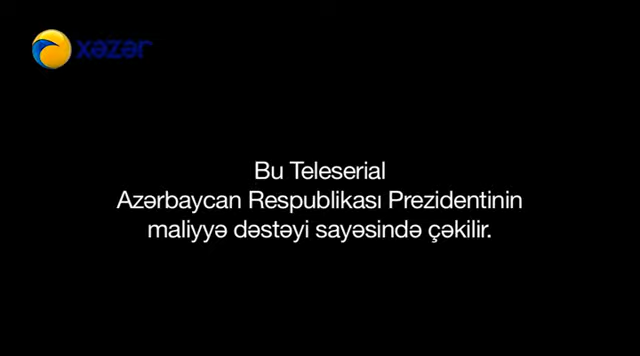 xəzər
Bu Teleserial
Azərbaycan Respublikası Prezidentinin
maliyyə dəstəyi sayəsində çəkilir.